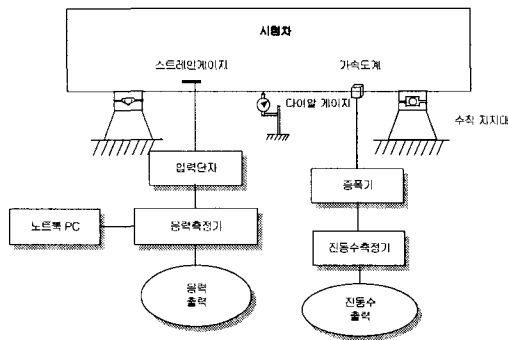 시험차
스트레인게이지
가속도계
다이알 게이지
수직 지지대
입력단자
증폭기
노트북 PC
응력측정기
진동수측정기
응력
출력
진동수
출력